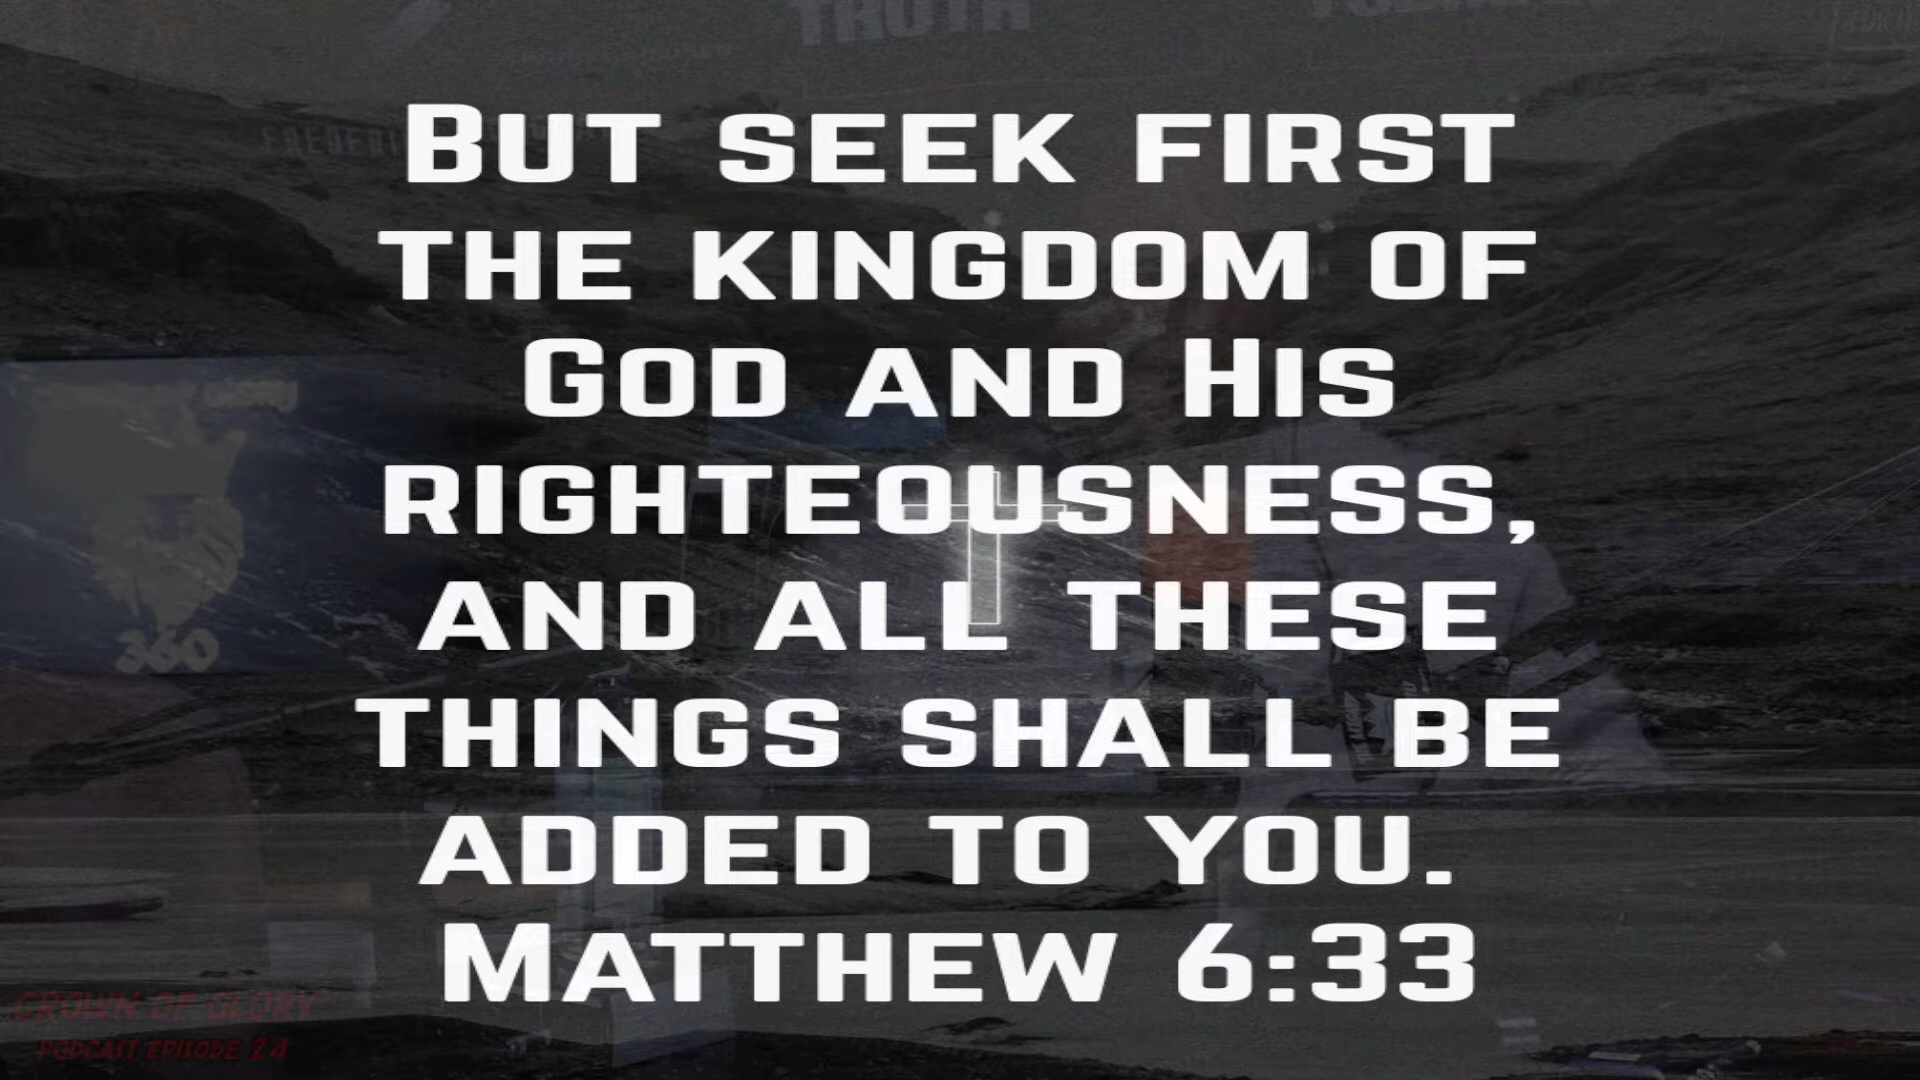 TRUTH
But seek first
the kingdom of
God and His
righteousness,
and all these
things shall be
added to you.
Matthew 6:33
360
CROWN OF GLORY
PODCAST EPISODE 24